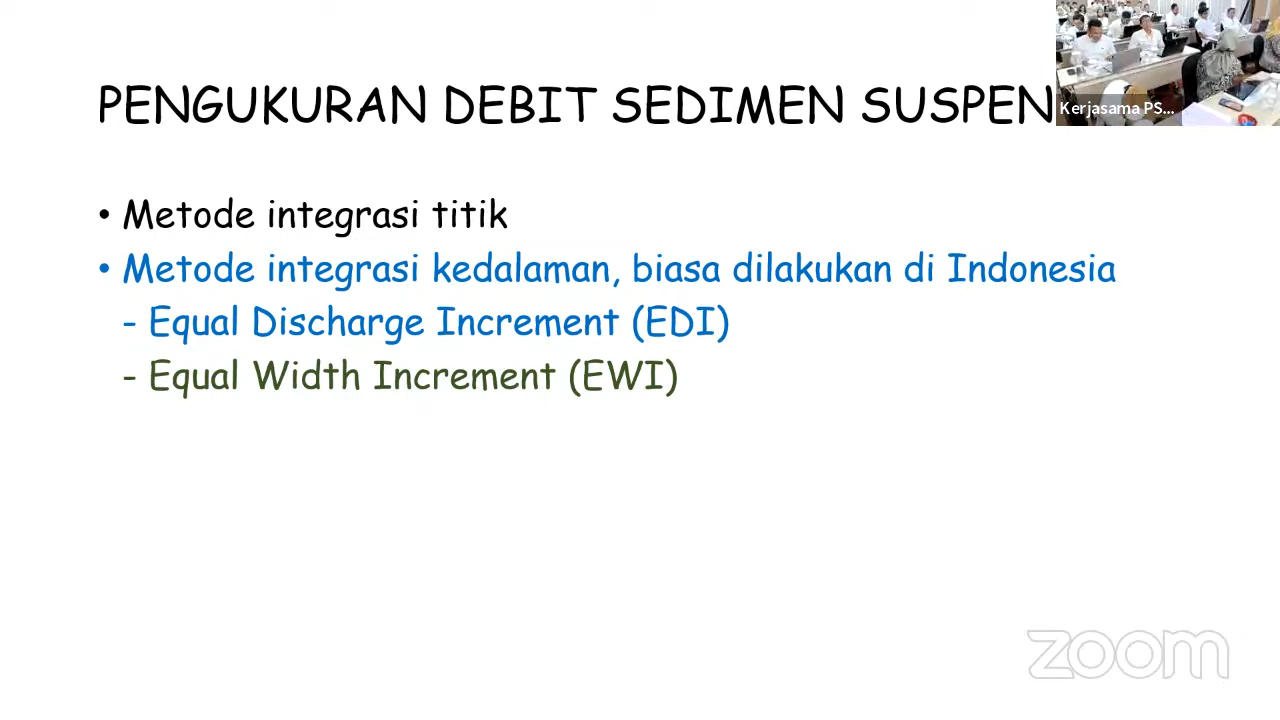 PENGUKURAN DEBIT SEDIMEN SUSPEN
Kerjasama PS...
• Metode integrasi titik
• Metode integrasi kedalaman, biasa dilakukan di Indonesia
- Equal Discharge Increment (EDI)
- Equal Width Increment (EWI)
zoom